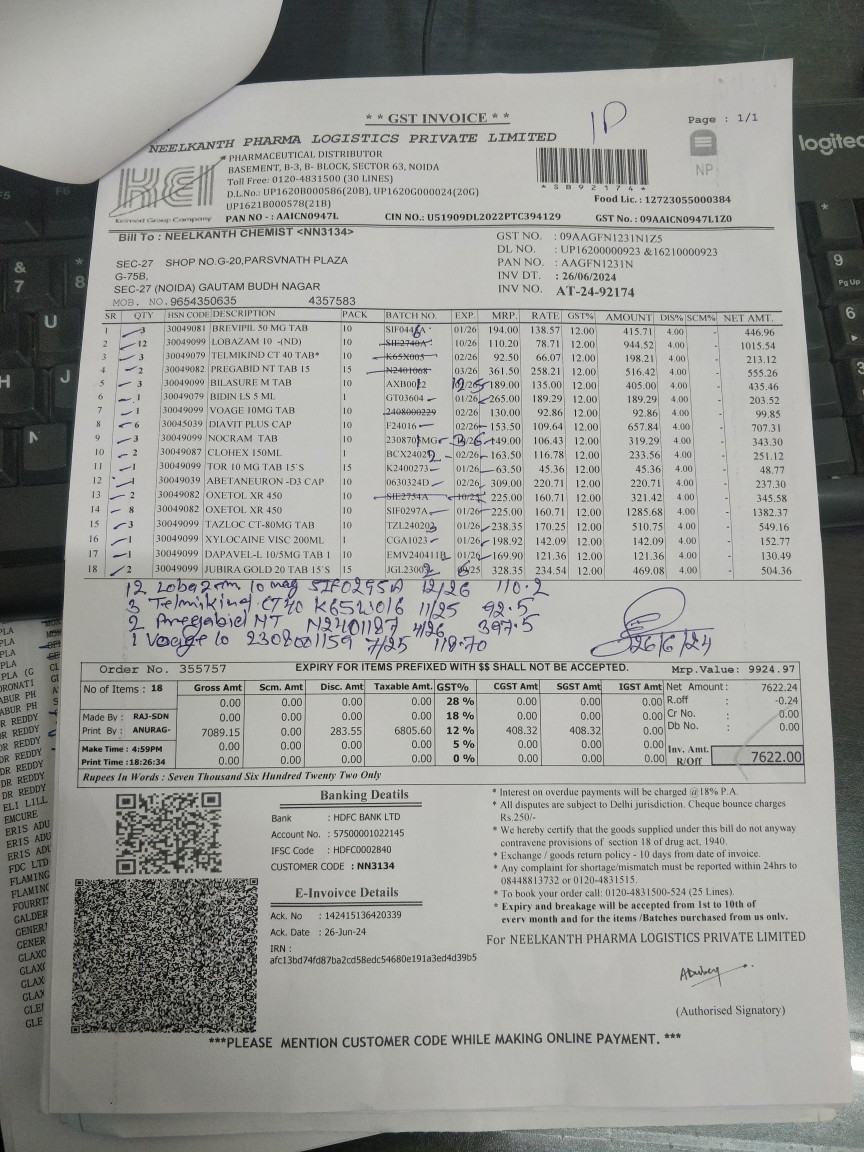 * * GST INVOICE * *
1P
Page : 1/1
NEELKANTH PHARMA LOGISTICS PRIVATE LIMITED
KEI
Keimed Group Company
PHARMACEUTICAL DISTRIBUTOR
BASEMENT, B-3, B- BLOCK, SECTOR 63, NOIDA
Toll Free: 0120-4831500 (30 LINES)
D.L.No.: UP1620B000586(20B), UP1620G000024(20G)
UP1621B000578(21B)
PAN NO - : AAICN0947L CIN NO.: U51909DL2022PTC394129
* S B 9 2 1 7 4 *
NP
Food Lic. : 12723055000384
GST No. : 09AAICN0947L1Z0
Bill To : NEELKANTH CHEMIST <NN3134>
SEC-27 SHOP NO.G-20,PARSVNATH PLAZA
G-75B,
SEC-27 (NOIDA) GAUTAM BUDH NAGAR
MOB. NO.9654350635 4357583
GST NO. : 09AAGFN1231N1Z5
DL NO. : UP16200000923 &16210000923
PAN NO. : AAGFN1231N
INV DT. : 26/06/2024
INV NO. AT-24-92174
SR QTY HSN CODE DESCRIPTION PACK BATCH NO. EXP. MRP. RATE GST% AMOUNT DIS% SCM% NET AMT.
1 3 30049081 BREVIPIL 50 MG TAB 10 01/26 194.00 138.57 12.00 415.71 4.00 - 446.96
2 12 30049099 LOBAZAM 10 -(ND) 10 SIE2740A 10/26 110.20 78.71 12.00 944.52 4.00 - 1015.54
3 3 30049079 TELMIKIND CT 40 TAB* 10 K65X005 02/26 92.50 66.07 12.00 198.21 4.00 - 213.12
4 2 30049082 PREGABID NT TAB 15 15 N2401068 03/26 361.50 258.21 12.00 516.42 4.00 - 555.26
5 3 30049099 BILASURE M TAB 10 189.00 135.00 12.00 405.00 4.00 - 435.46
6 1 30049079 BIDIN LS 5 ML 1 GT03604 01/26 265.00 189.29 12.00 189.29 4.00 - 203.52
7 1 30049099 VOAGE 10MG TAB 10 2408000229 02/26 130.00 92.86 12.00 92.86 4.00 - 99.85
8 6 30045039 DIAVIT PLUS CAP 10 F24016 02/26 153.50 109.64 12.00 657.84 4.00 - 707.31
9 3 30049099 NOCRAM TAB 10 149.00 106.43 12.00 319.29 4.00 - 343.30
10 2 30049087 CLOHEX 150ML 1 02/26 163.50 116.78 12.00 233.56 4.00 - 251.12
11 1 30049099 TOR 10 MG TAB 15`S 15 K2400273 01/26 63.50 45.36 12.00 45.36 4.00 - 48.77
12 1 30049039 ABETANEURON -D3 CAP 10 0630324D 02/26 309.00 220.71 12.00 220.71 4.00 - 237.30
13 2 30049082 OXETOL XR 450 10 SIE2754A 10/25 225.00 160.71 12.00 321.42 4.00 - 345.58
14 8 30049082 OXETOL XR 450 10 SIF0297A 01/26 225.00 160.71 12.00 1285.68 4.00 - 1382.37
15 3 30049099 TAZLOC CT-80MG TAB 10 TZL240203 01/26 238.35 170.25 12.00 510.75 4.00 - 549.16
16 1 30049099 XYLOCAINE VISC 200ML 1 CGA1023 01/26 198.92 142.09 12.00 142.09 4.00 - 152.77
17 1 30049099 DAPAVEL-L 10/5MG TAB 1 10 EMV240411B 01/26 169.90 121.36 12.00 121.36 4.00 - 130.49
18 2 30049099 JUBIRA GOLD 20 TAB 15`S 15 328.35 234.54 12.00 469.08 4.00 - 504.36
12 Lobazem 10 mg SIF0295A 12/26 110.2
3 Telmikind CT40 K65W016 11/25 92.5
2 Pregabid NT N2401187 4/26 397.5
1 Voage 10 2308001159 7/25 118.70
26/6/24
Order No. 355757 EXPIRY FOR ITEMS PREFIXED WITH $$ SHALL NOT BE ACCEPTED. Mrp.Value: 9924.97
No of Items : 18 Gross Amt Scm. Amt Disc. Amt Taxable Amt. GST% CGST Amt SGST Amt IGST Amt Net Amount: 7622.24
0.00 0.00 0.00 0.00 28 % 0.00 0.00 0.00 R.off -0.24
Made By : RAJ-SDN 0.00 0.00 0.00 0.00 18 % 0.00 0.00 0.00 Cr No. : 0.00
Print By : ANURAG- 7089.15 0.00 283.55 6805.60 12 % 408.32 408.32 0.00 Db No. : 0.00
Make Time : 4:59PM 0.00 0.00 0.00 0.00 5 % 0.00 0.00 0.00
Print Time :18:26:34 0.00 0.00 0.00 0.00 0 % 0.00 0.00 0.00 Inv. Amt. R/Off 7622.00
Rupees In Words : Seven Thousand Six Hundred Twenty Two Only
Banking Deatils
Bank : HDFC BANK LTD
Account No. : 57500001022145
IFSC Code : HDFC0002840
CUSTOMER CODE : NN3134
E-Invoivce Details
Ack No. : 142415136420339
Ack. Date : 26-Jun-24
IRN :
afc13bd74fd87ba2cd58edc54680e191a3ed4d39b5
* Interest on overdue payments will be charged @18% P.A.
* All disputes are subject to Delhi jurisdiction. Cheque bounce charges
Rs.250/-
* We hereby certify that the goods supplied under this bill do not anyway
contravene provisions of section 18 of drug act, 1940.
* Exchange / goods return policy - 10 days from date of invoice.
* Any complaint for shortage/mismatch must be reported within 24hrs to
08448813732 or 0120-4831515.
* To book your order call: 0120-4831500-524 (25 Lines).
* Expiry and breakage will be accepted from 1st to 10th of
every month and for the items /Batches purchased from us only.
For NEELKANTH PHARMA LOGISTICS PRIVATE LIMITED
(Authorised Signatory)
***PLEASE MENTION CUSTOMER CODE WHILE MAKING ONLINE PAYMENT. ***
logitec